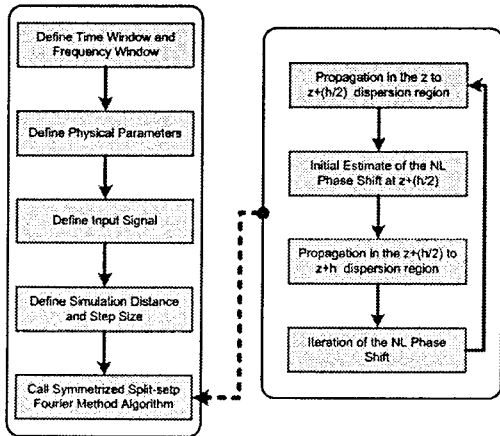 Define Time Window and
Frequency Window
Define Physical Parameters
Define Input Signal
Define Simulation Distance
and Step Size
Call Symmetrized Split-setp
Fourier Method Algorithm
Propagation in the z to
z+(h/2) dispersion region
Initial Estimate of the NL
Phase Shift at z+(h/2)
Propagation in the z+(h/2) to
z+h dispersion region
Iteration of the NL Phase
Shift